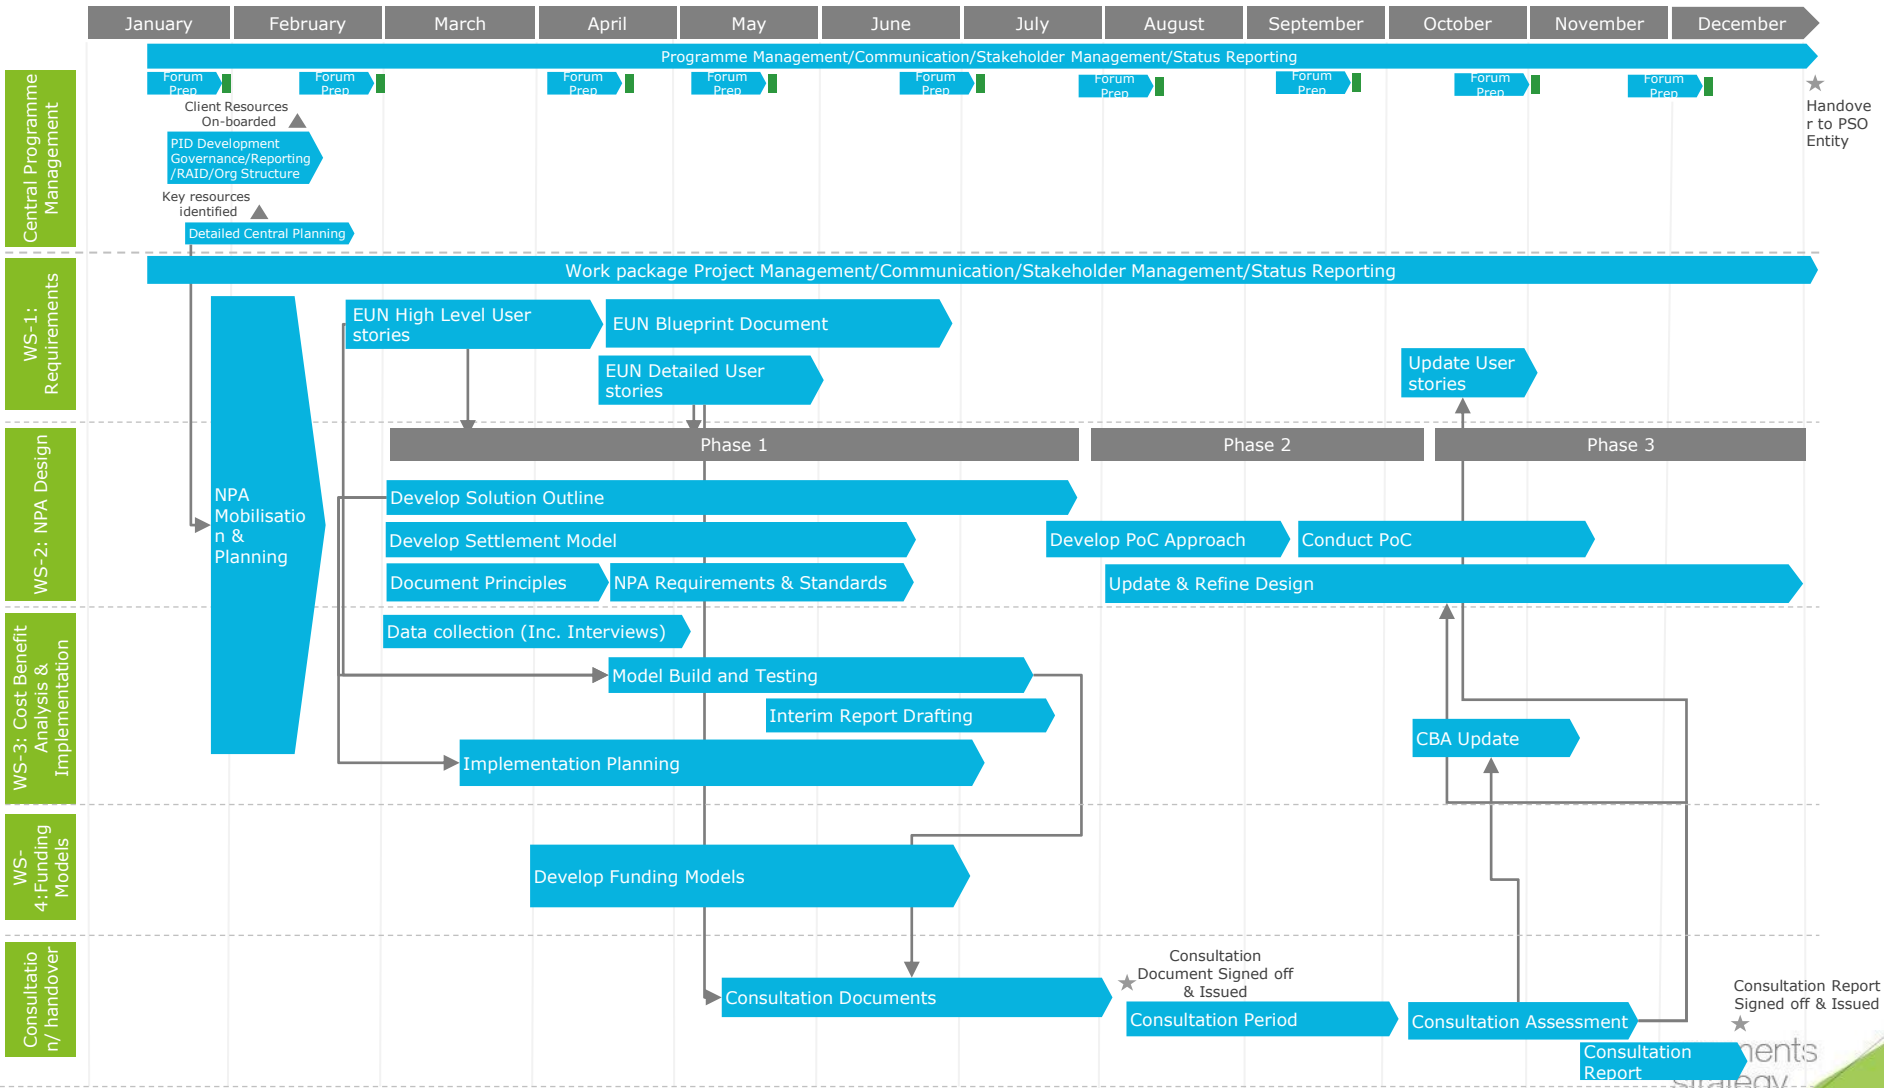 January February March April May June July August September October November December
Programme Management/Communication/Stakeholder Management/Status Reporting
Central Programme
Management
Forum
Prep
Forum
Prep
Forum
Prep
Forum
Prep
Forum
Prep
Forum
Prep
Forum
Prep
Forum
Prep
Forum
Prep
Handove
r to PSO
Entity
Client Resources
On-boarded
PID Development
Governance/Reporting
/RAID/Org Structure
Key resources
identified
Detailed Central Planning
WS-1:
Requirements
Work package Project Management/Communication/Stakeholder Management/Status Reporting
EUN High Level User
stories
EUN Blueprint Document
EUN Detailed User
stories
Update User
stories
WS-2: NPA Design
Phase 1
Phase 2
Phase 3
NPA
Mobilisatio
n &
Planning
Develop Solution Outline
Develop Settlement Model
Develop PoC Approach
Conduct PoC
Document Principles
NPA Requirements & Standards
Update & Refine Design
WS-3: Cost Benefit
Analysis &
Implementation
Data collection (Inc. Interviews)
Model Build and Testing
Interim Report Drafting
CBA Update
Implementation Planning
WS-
4:Funding
Models
Develop Funding Models
Consultatio
n/ handover
Consultation
Document Signed off
& Issued
Consultation Documents
Consultation Period
Consultation Assessment
Consultation Report
Signed off & Issued
Consultation
Report